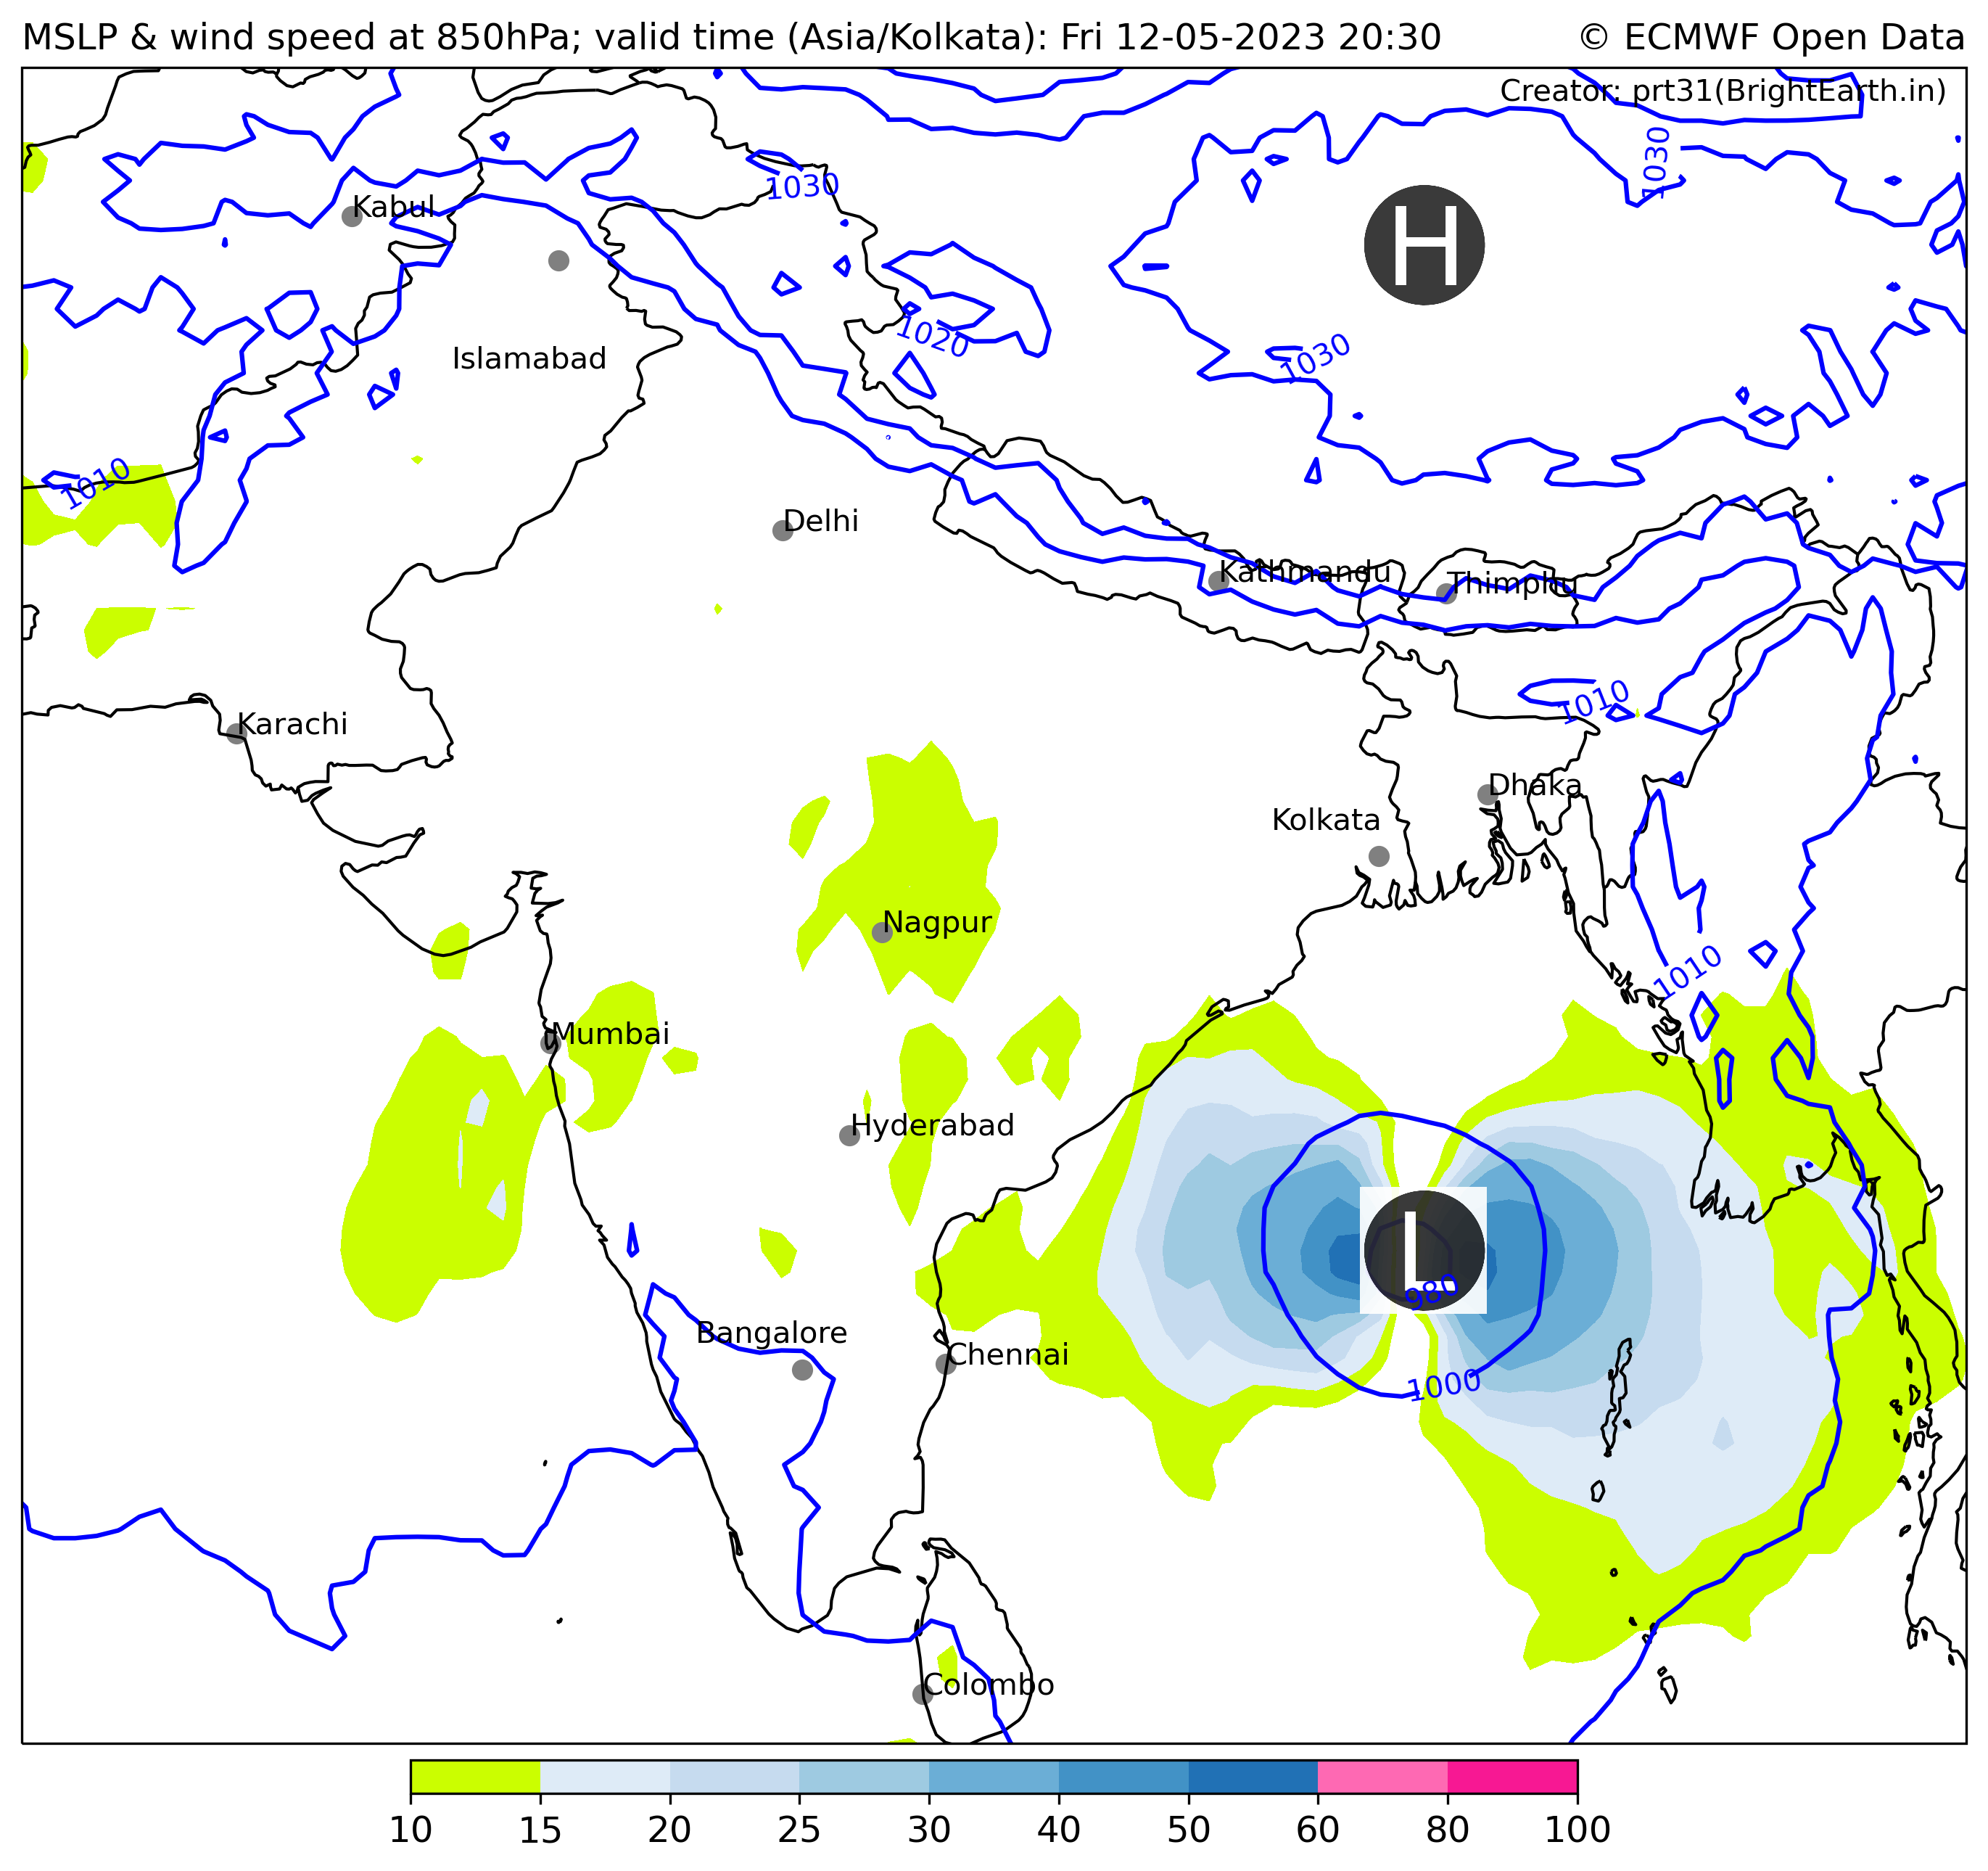 MSLP & wind speed at 850hPa; valid time (Asia/Kolkata): Fri 12-05-2023 20:30
© ECMWF Open Data
Creator: prt31(BrightEarth.in)
1030
1030
Kabul
H
1020
1030
Islamabad
1010
Delhi
Kathmandu
Thimphu
1010
Karachi
Dhaka
Kolkata
Nagpur
1010
Mumbai
Hyderabad
L
980
Bangalore
Chennai
1000
Colombo
10 15 20 25 30 40 50 60 80 100